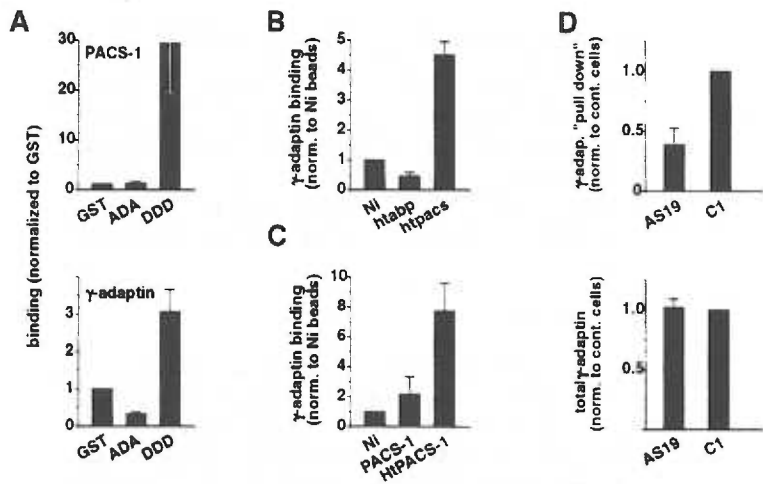 A
PACS-1
30
20
10
0
GST
ADA
DDD
γ-adaptin
3
2
1
0
GST
ADA
DDD
binding (normalized to GST)
B
γ-adaptin binding
(norm. to Ni beads)
5
4
3
2
1
0
Ni
htabp
htpacs
C
γ-adaptin binding
(norm. to Ni beads)
10
8
6
4
2
0
Ni
PACS-1
HtPACS-1
D
γ-adap. "pull down"
(norm. to cont. cells)
1.0
0.5
0
AS19
C1
total γ-adaptin
(norm. to cont. cells)
1.0
0.5
AS19
C1